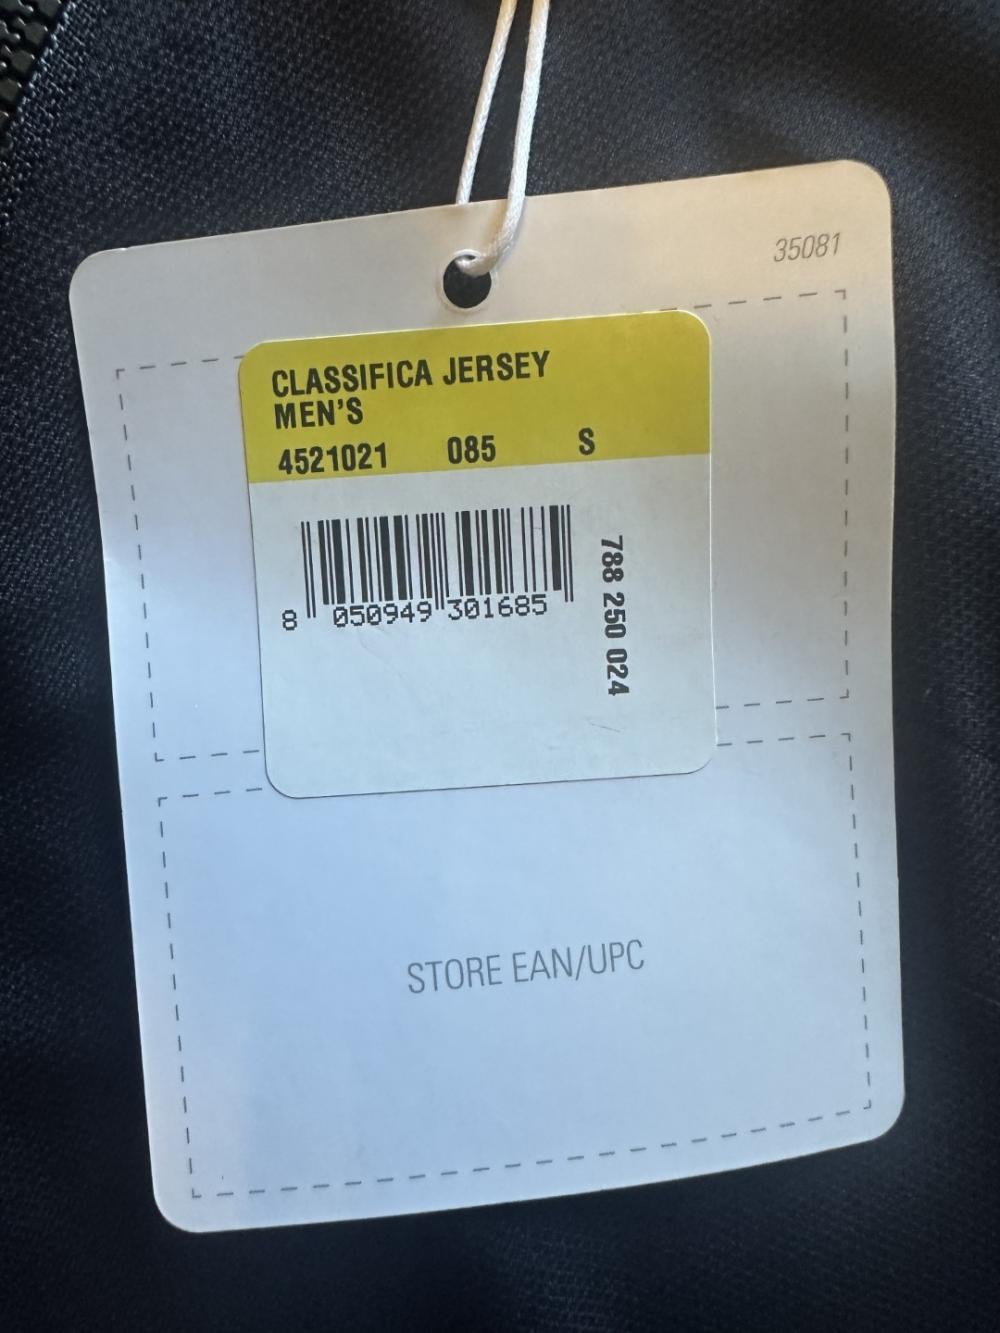 35081
CLASSIFICA JERSEY
MEN'S
4521021 085 S
8 050949 301685
788 250 024
STORE EAN/UPC